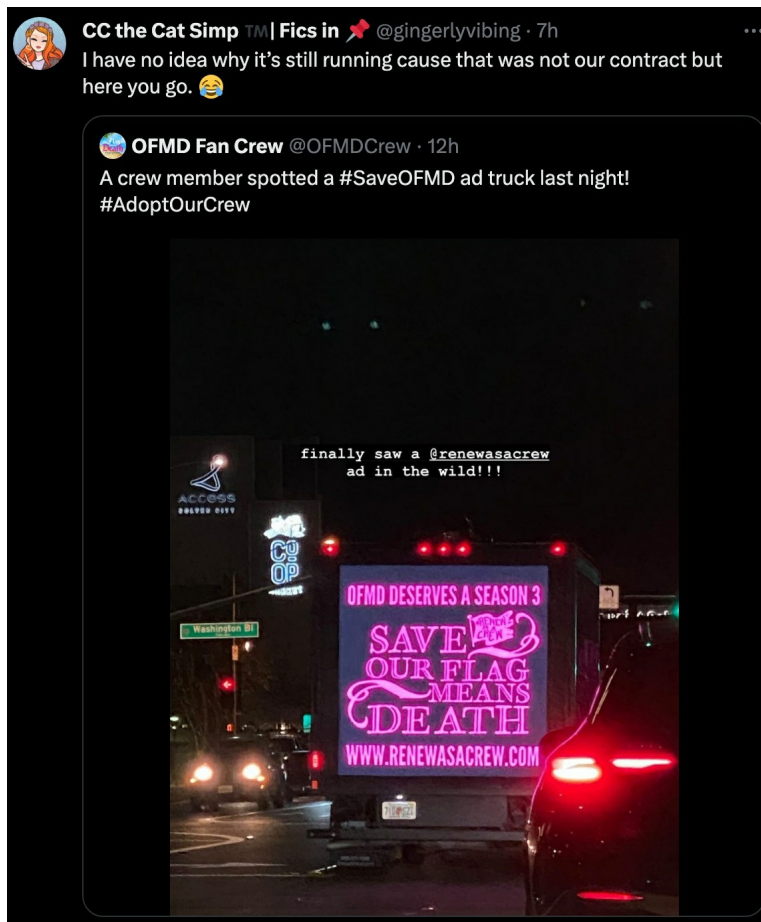 CC the Cat Simp ™️| Fics in 📌 @gingerlyvibing · 7h
I have no idea why it’s still running cause that was not our contract but
here you go. 😂
OFMD Fan Crew @OFMDCrew · 12h
A crew member spotted a #SaveOFMD ad truck last night!
#AdoptOurCrew
finally saw a @renewasacrew
ad in the wild!!!
ACCESS
CO
OP
Washington Bl
OFMD DESERVES A SEASON 3
RENEW
AS A
CREW
SAVE
OUR FLAG
MEANS
DEATH
WWW.RENEWASACREW.COM